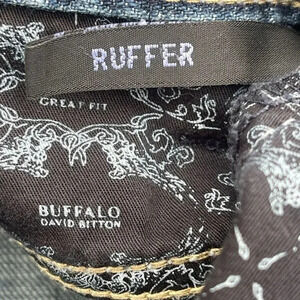 RUFFER
GREAT FIT
BUFFALO
DAVID BITTON